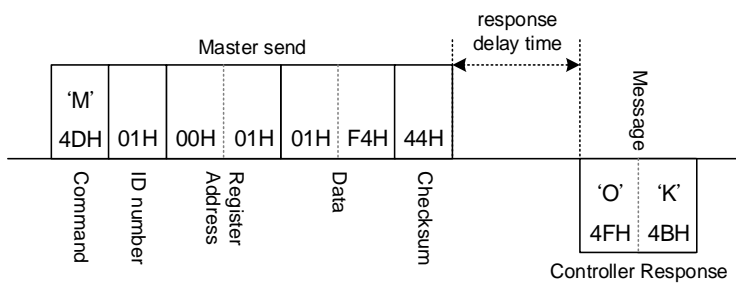 response
delay time
Master send
Message
'M'
4DH 01H 00H 01H 01H F4H 44H
Command
ID number
Register
Address
Data
Checksum
'O' 'K'
4FH 4BH
Controller Response